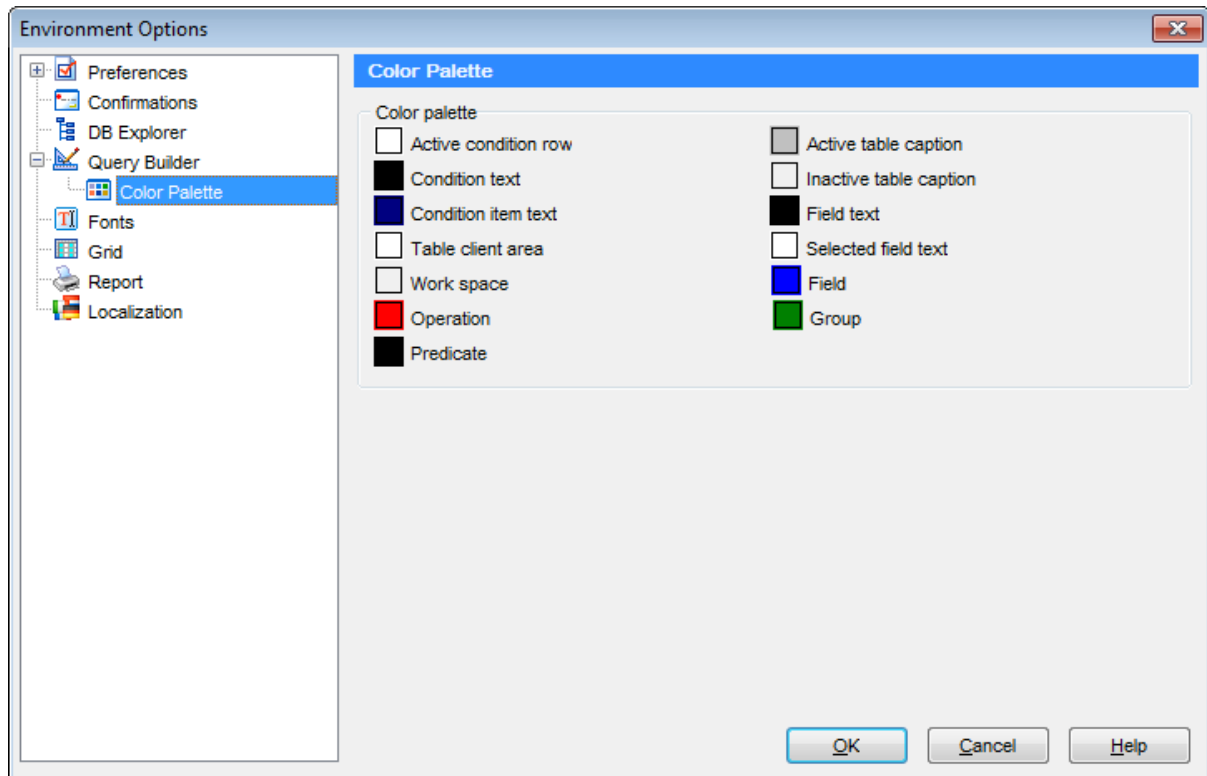 Environment Options
Preferences
Confirmations
DB Explorer
Query Builder
Color Palette
Fonts
Grid
Report
Localization
Color Palette
Color palette
Active condition row
Condition text
Condition item text
Table client area
Work space
Operation
Predicate
Active table caption
Inactive table caption
Field text
Selected field text
Field
Group
OK
Cancel
Help